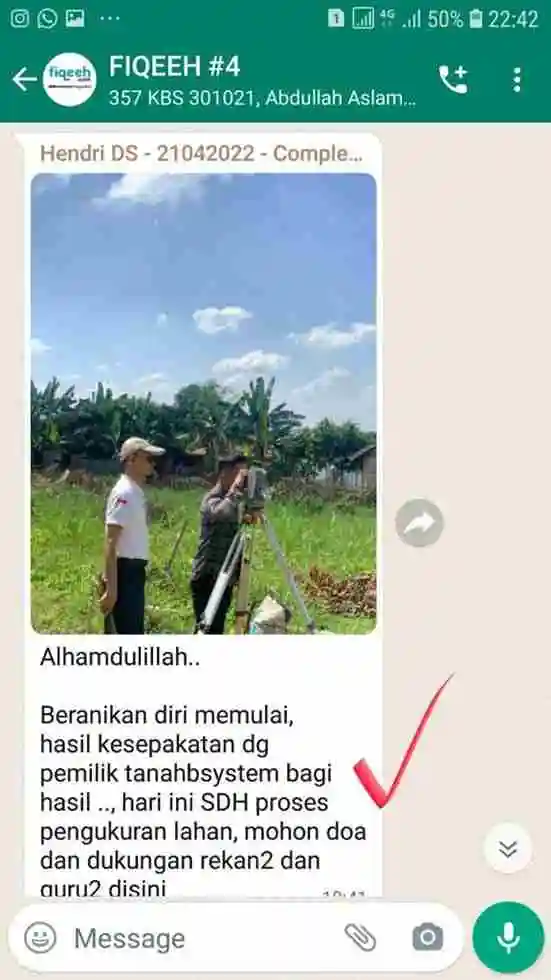 1 4G 50% 22:42
fiqeeh
FIQEEH #4
357 KBS 301021, Abdullah Aslam...
Hendri DS - 21042022 - Comple...
Alhamdulillah..
Beranikan diri memulai,
hasil kesepakatan dg
pemilik tanahbsystem bagi
hasil .., hari ini SDH proses
pengukuran lahan, mohon doa
dan dukungan rekan2 dan
guru2 disini
Message